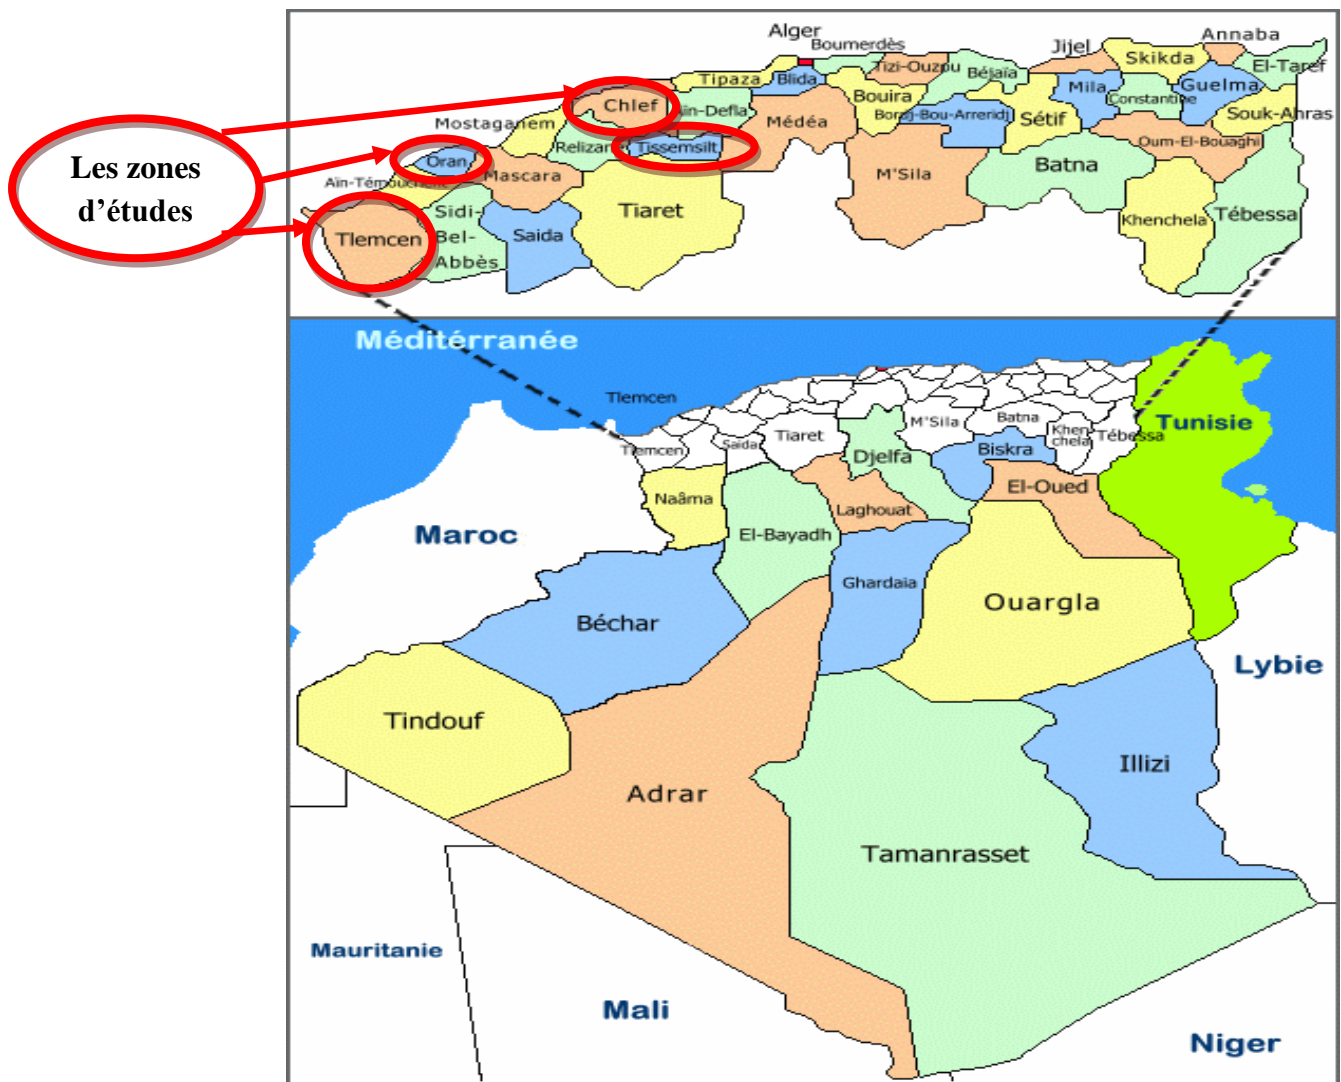 Alger
Boumerdès
Jijel
Annaba
Tizi-Ouzou
Skikda
El-Taref
Tipaza
Blida
Béjaïa
Mila
Guelma
Chlef
Aïn-Defla
Bouira
Constantine
Bordj-Bou-Arreridj
Sétif
Souk-Ahras
Mostaganem
Médéa
Relizane
Tissemsilt
Oum-El-Bouaghi
Les zones
d'études
Oran
Mascara
M'Sila
Batna
Aïn-Témouchent
Tiaret
Khenchela
Tébessa
Tlemcen
Sidi-
Bel-
Abbès
Saida
Méditérranée
Tlemcen
Tlemcen
Saida
Tiaret
M'Sila
Batna
Khen
chela
Tébessa
Tunisie
Djelfa
Biskra
El-Oued
Naâma
Laghouat
Maroc
El-Bayadh
Ghardaia
Ouargla
Béchar
Lybie
Tindouf
Illizi
Adrar
Tamanrasset
Mauritanie
Mali
Niger